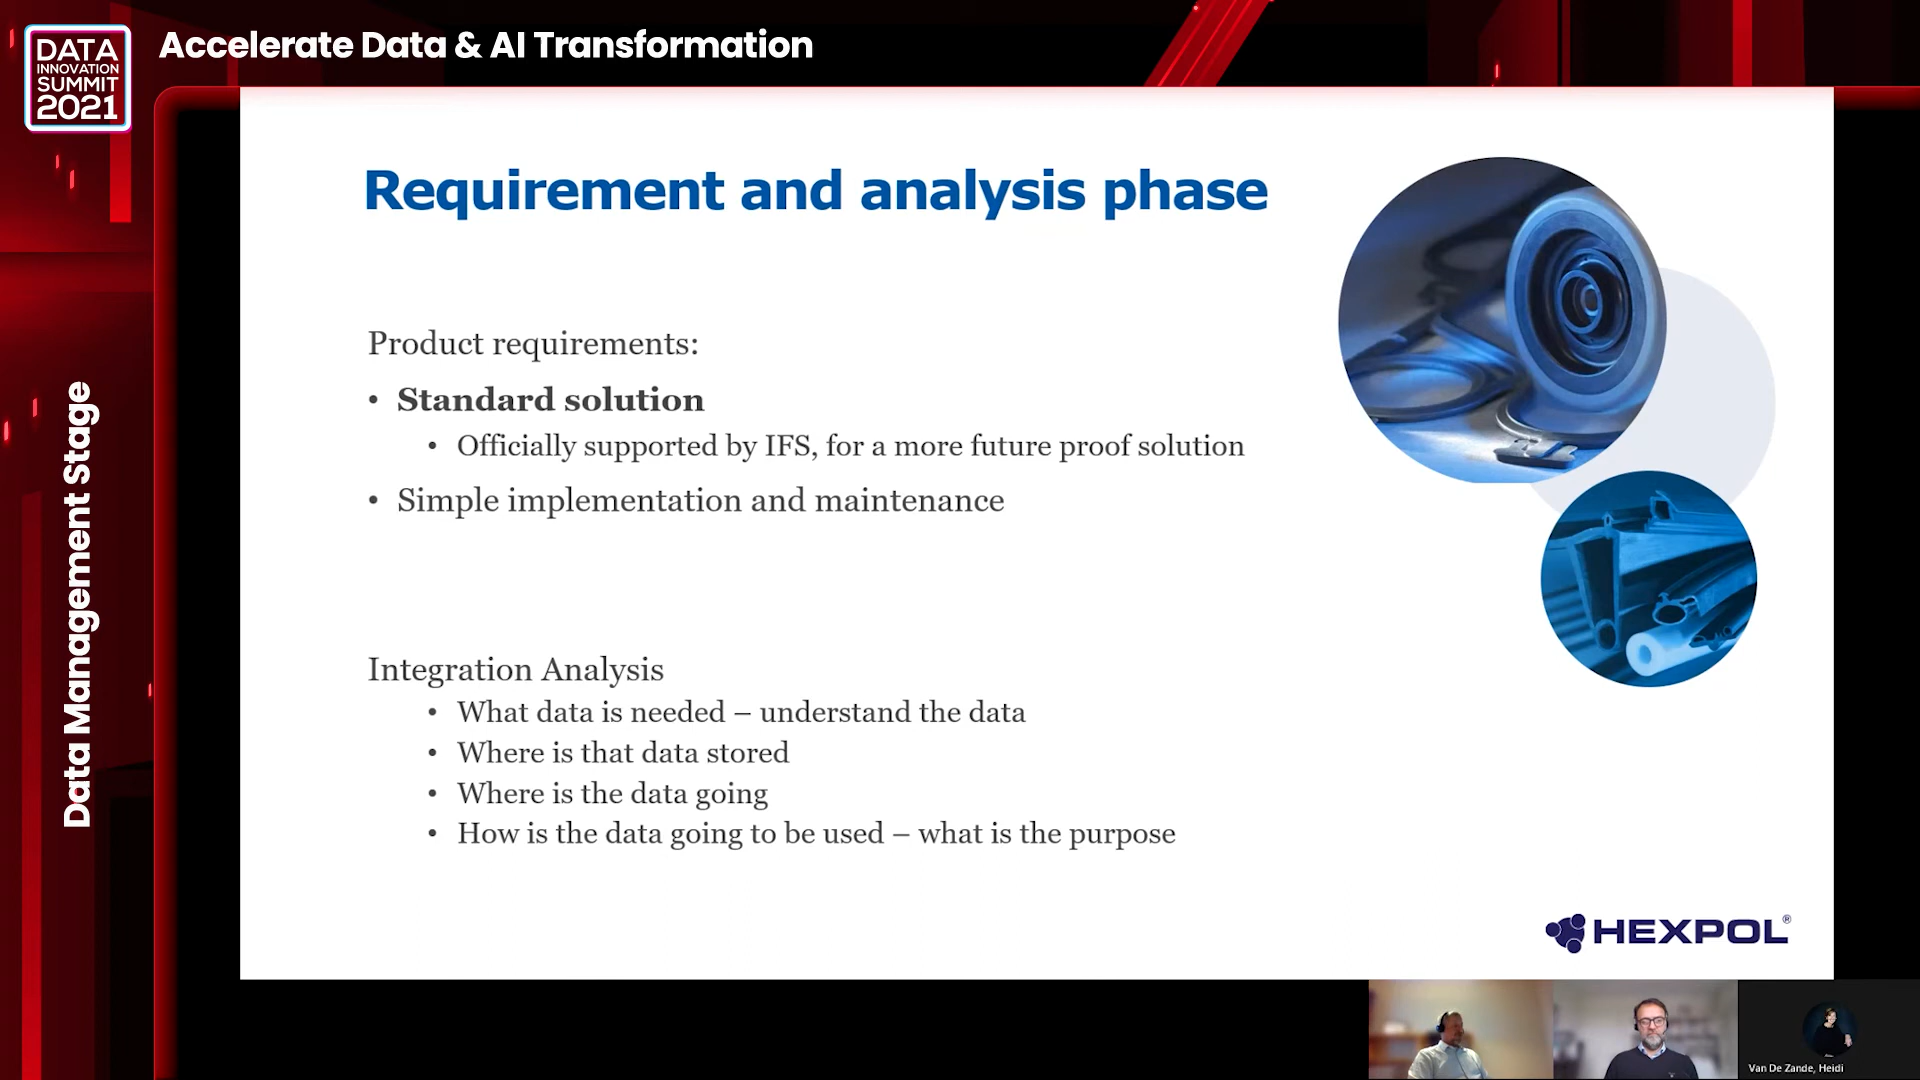 DATA
INNOVATION
SUMMIT
2021
Accelerate Data & AI Transformation
Data Management Stage
Requirement and analysis phase
Product requirements:
• Standard solution
• Officially supported by IFS, for a more future proof solution
• Simple implementation and maintenance
Integration Analysis
• What data is needed – understand the data
• Where is that data stored
• Where is the data going
• How is the data going to be used – what is the purpose
HEXPOL®
Van De Zande, Heidi